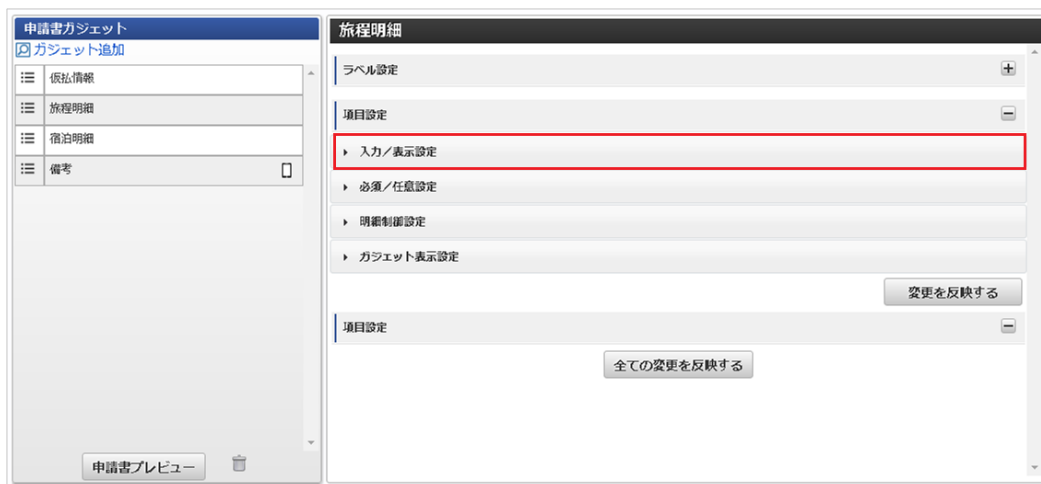 申請書ガジェット
ガジェット追加
仮払情報
旅程明細
宿泊明細
備考
申請書プレビュー
旅程明細
ラベル設定
項目設定
入力／表示設定
必須／任意設定
明細制御設定
ガジェット表示設定
変更を反映する
項目設定
全ての変更を反映する